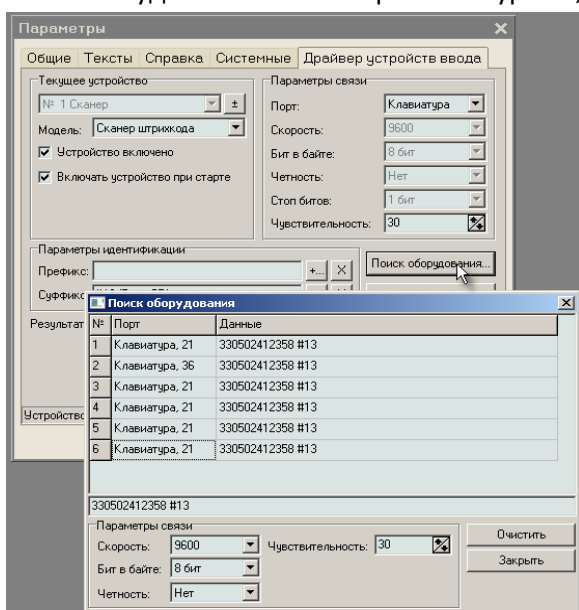 Параметры
Общие Тексты Справка Системные Драйвер устройств ввода
Текущее устройство
№ 1 Сканер ±
Модель: Сканер штрихкода
Устройство включено
Включать устройство при старте
Параметры связи
Порт: Клавиатура
Скорость: 9600
Бит в байте: 8 бит
Четность: Нет
Стоп битов: 1 бит
Чувствительность: 30
Параметры идентификации
Префикс: +... X
Суффикс
Поиск оборудования...
Результат
Устройство
Поиск оборудования
№ Порт Данные
1 Клавиатура, 21 330502412358 #13
2 Клавиатура, 36 330502412358 #13
3 Клавиатура, 21 330502412358 #13
4 Клавиатура, 21 330502412358 #13
5 Клавиатура, 21 330502412358 #13
6 Клавиатура, 21 330502412358 #13
330502412358 #13
Параметры связи
Скорость: 9600 Чувствительность: 30
Бит в байте: 8 бит
Четность: Нет
Очистить
Закрыть